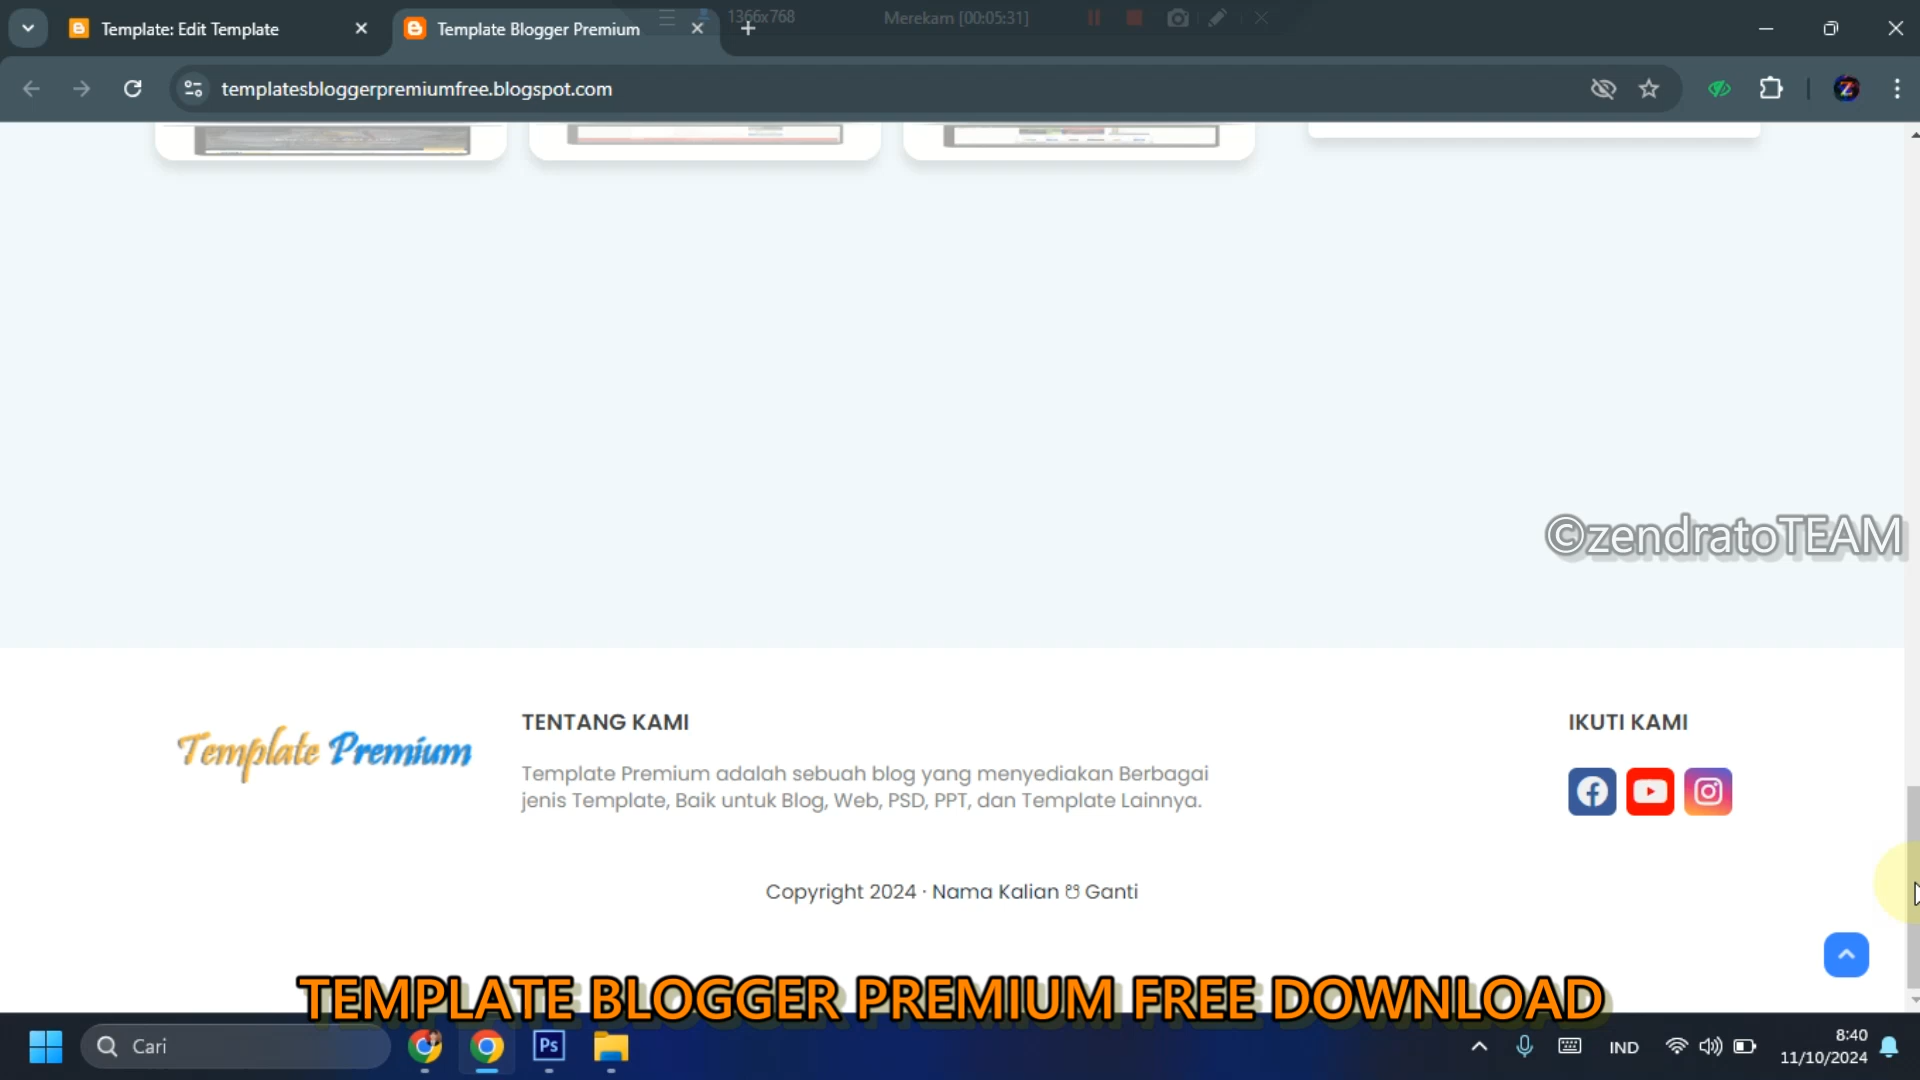 Template: Edit Template
Template Blogger Premium
1366x768
Merekam [00:05:31]
templatesbloggerpremiumfree.blogspot.com
Z
©zendratoTEAM
Template Premium
TENTANG KAMI
Template Premium adalah sebuah blog yang menyediakan Berbagai
jenis Template, Baik untuk Blog, Web, PSD, PPT, dan Template Lainnya.
IKUTI KAMI
Copyright 2024 · Nama Kalian ඏ Ganti
TEMPLATE BLOGGER PREMIUM FREE DOWNLOAD
Cari
Ps
IND
8:40
11/10/2024